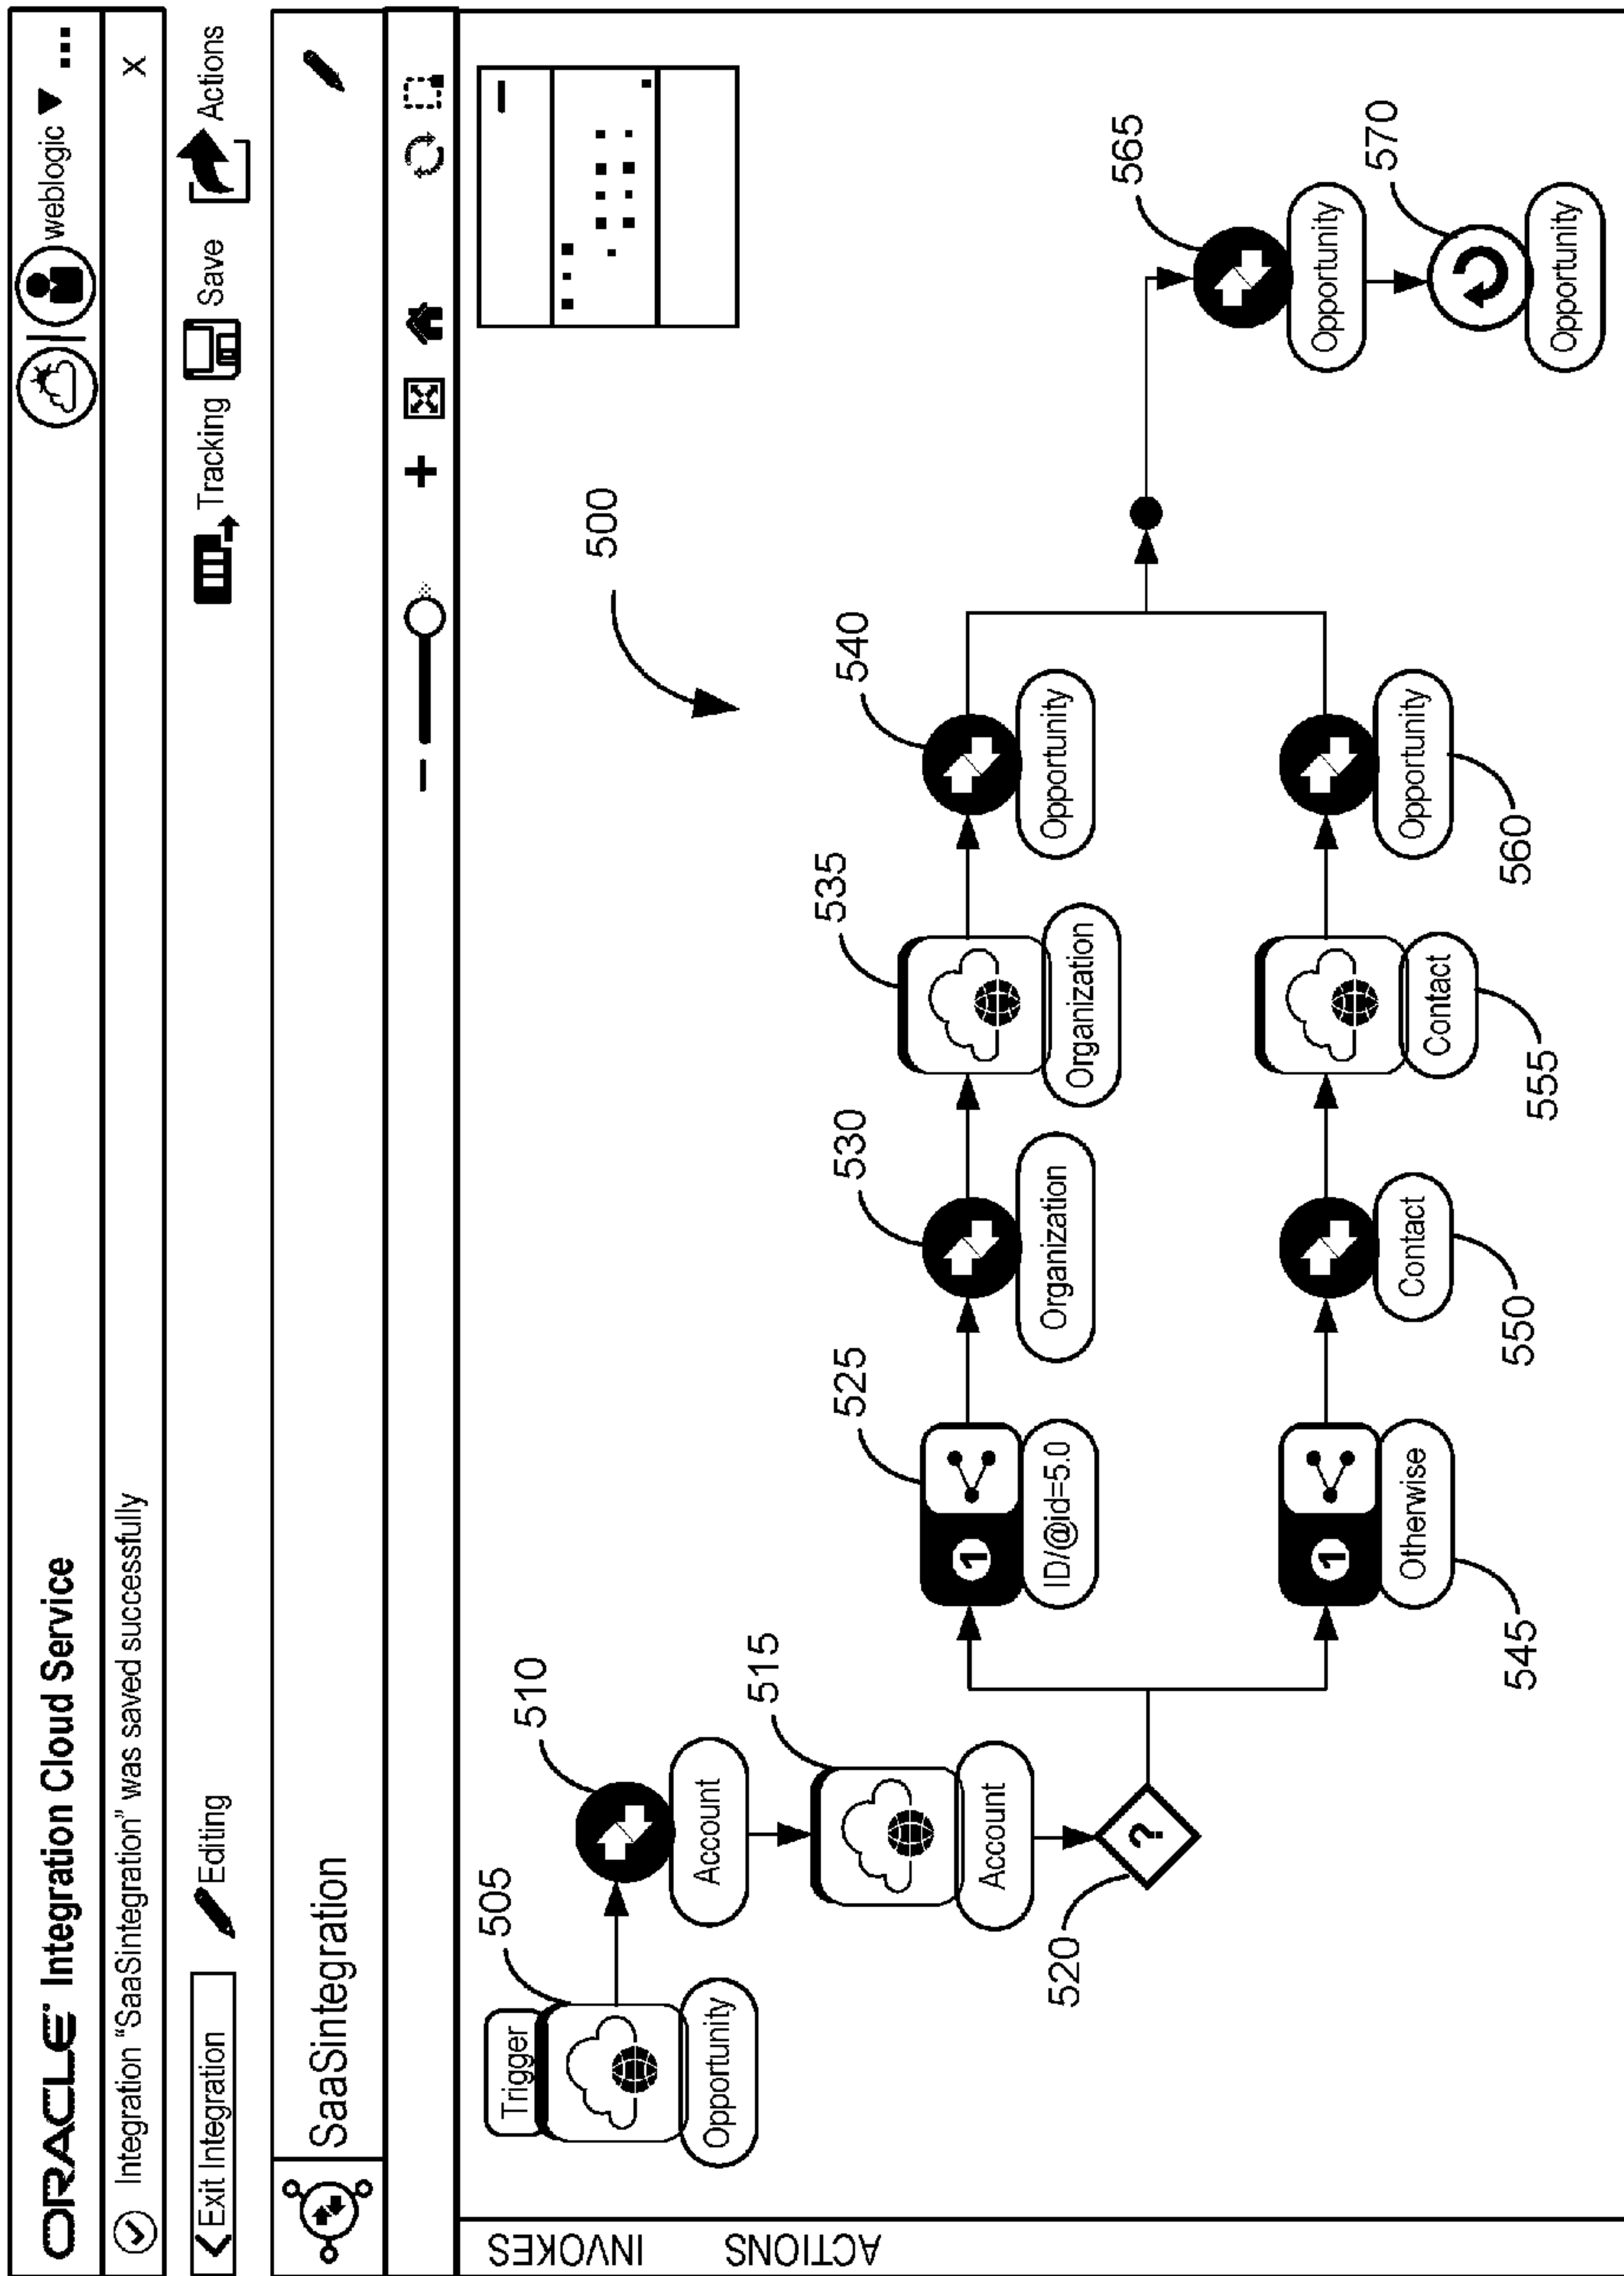 ORACLE Integration Cloud Service
weblogic ...
Integration "SaaSintegration" was saved successfully
X
Exit Integration
Editing
Tracking
Save
Actions
SaaSintegration
INVOKES
ACTIONS
500
Trigger
505
Opportunity
510
Account
515
Account
520
?
525
1
ID/@id=5.0
530
Organization
535
Organization
540
Opportunity
1
Otherwise
545
Contact
550
Contact
555
Opportunity
560
565
Opportunity
570
Opportunity